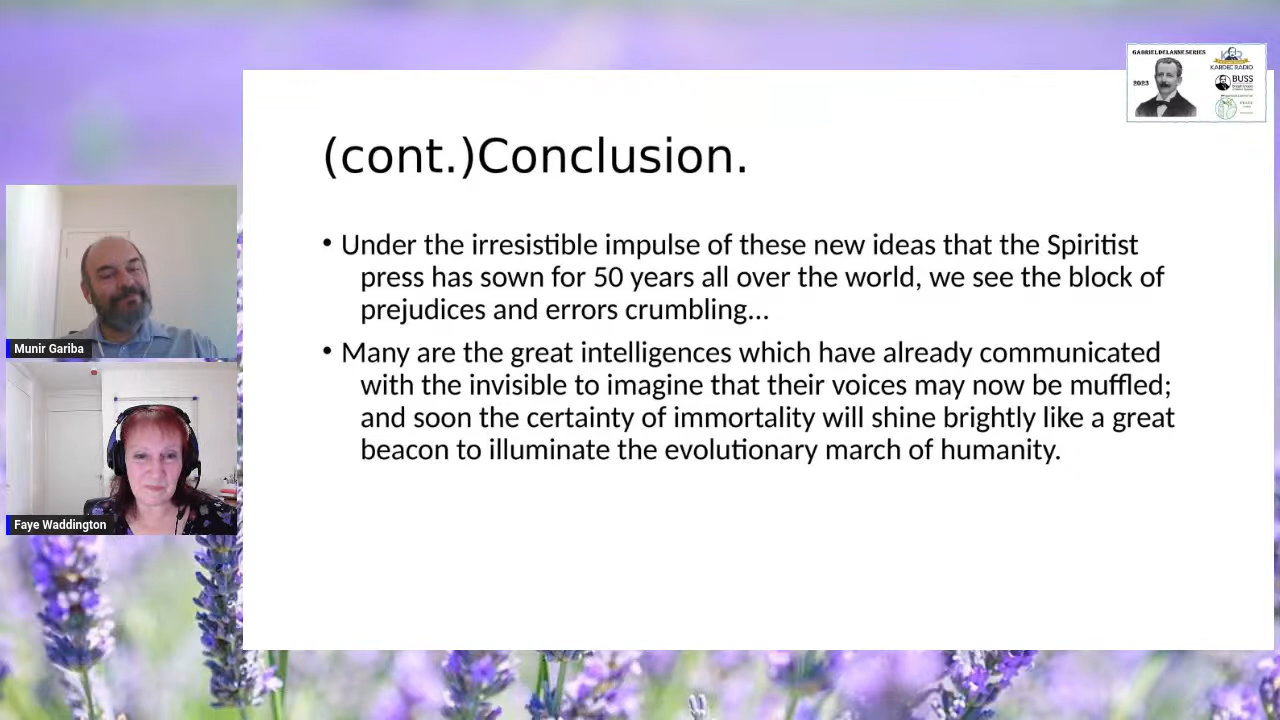 GABRIEL DELANNE SERIES
2023
KARDEC RADIO
BUSS
(cont.)Conclusion.
• Under the irresistible impulse of these new ideas that the Spiritist
press has sown for 50 years all over the world, we see the block of
prejudices and errors crumbling...
• Many are the great intelligences which have already communicated
with the invisible to imagine that their voices may now be muffled;
and soon the certainty of immortality will shine brightly like a great
beacon to illuminate the evolutionary march of humanity.
Munir Gariba
Faye Waddington